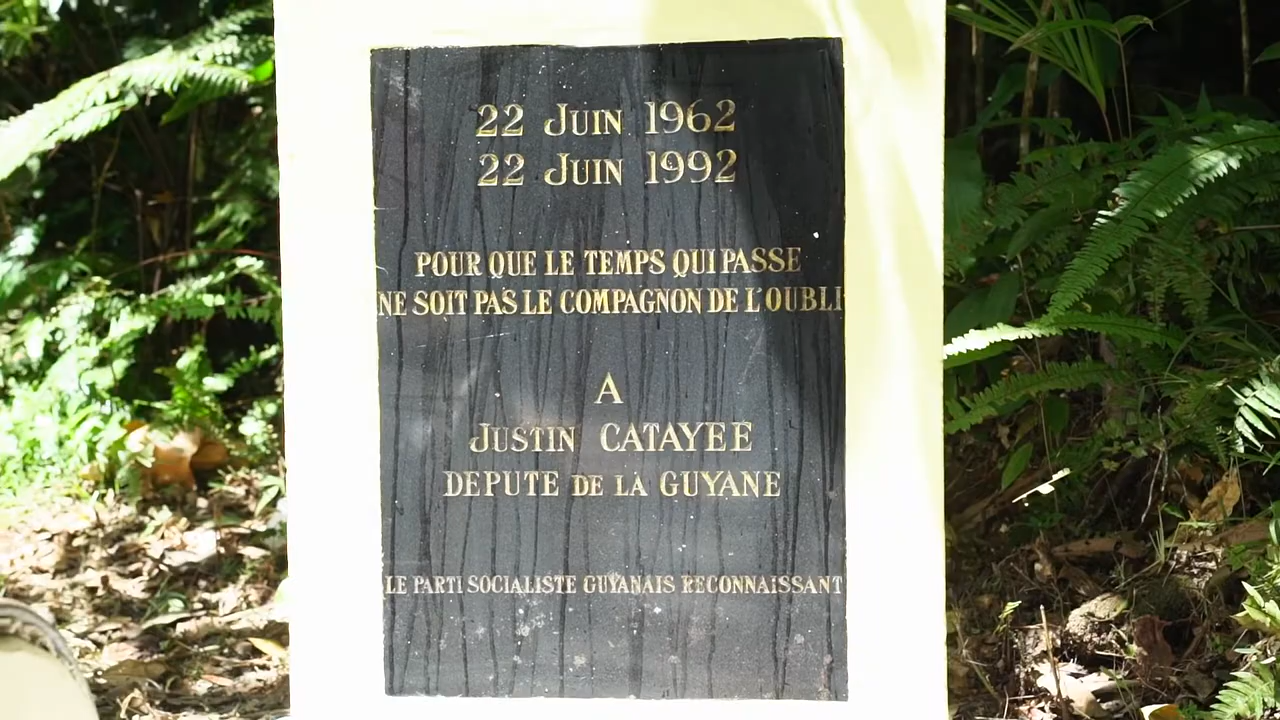 22 Juin 1962
22 Juin 1992
POUR QUE LE TEMPS QUI PASSE
NE SOIT PAS LE COMPAGNON DE L'OUBLI
A
Justin CATAYEE
DEPUTE DE LA GUYANE
LE PARTI SOCIALISTE GUYANAIS RECONNAISSANT